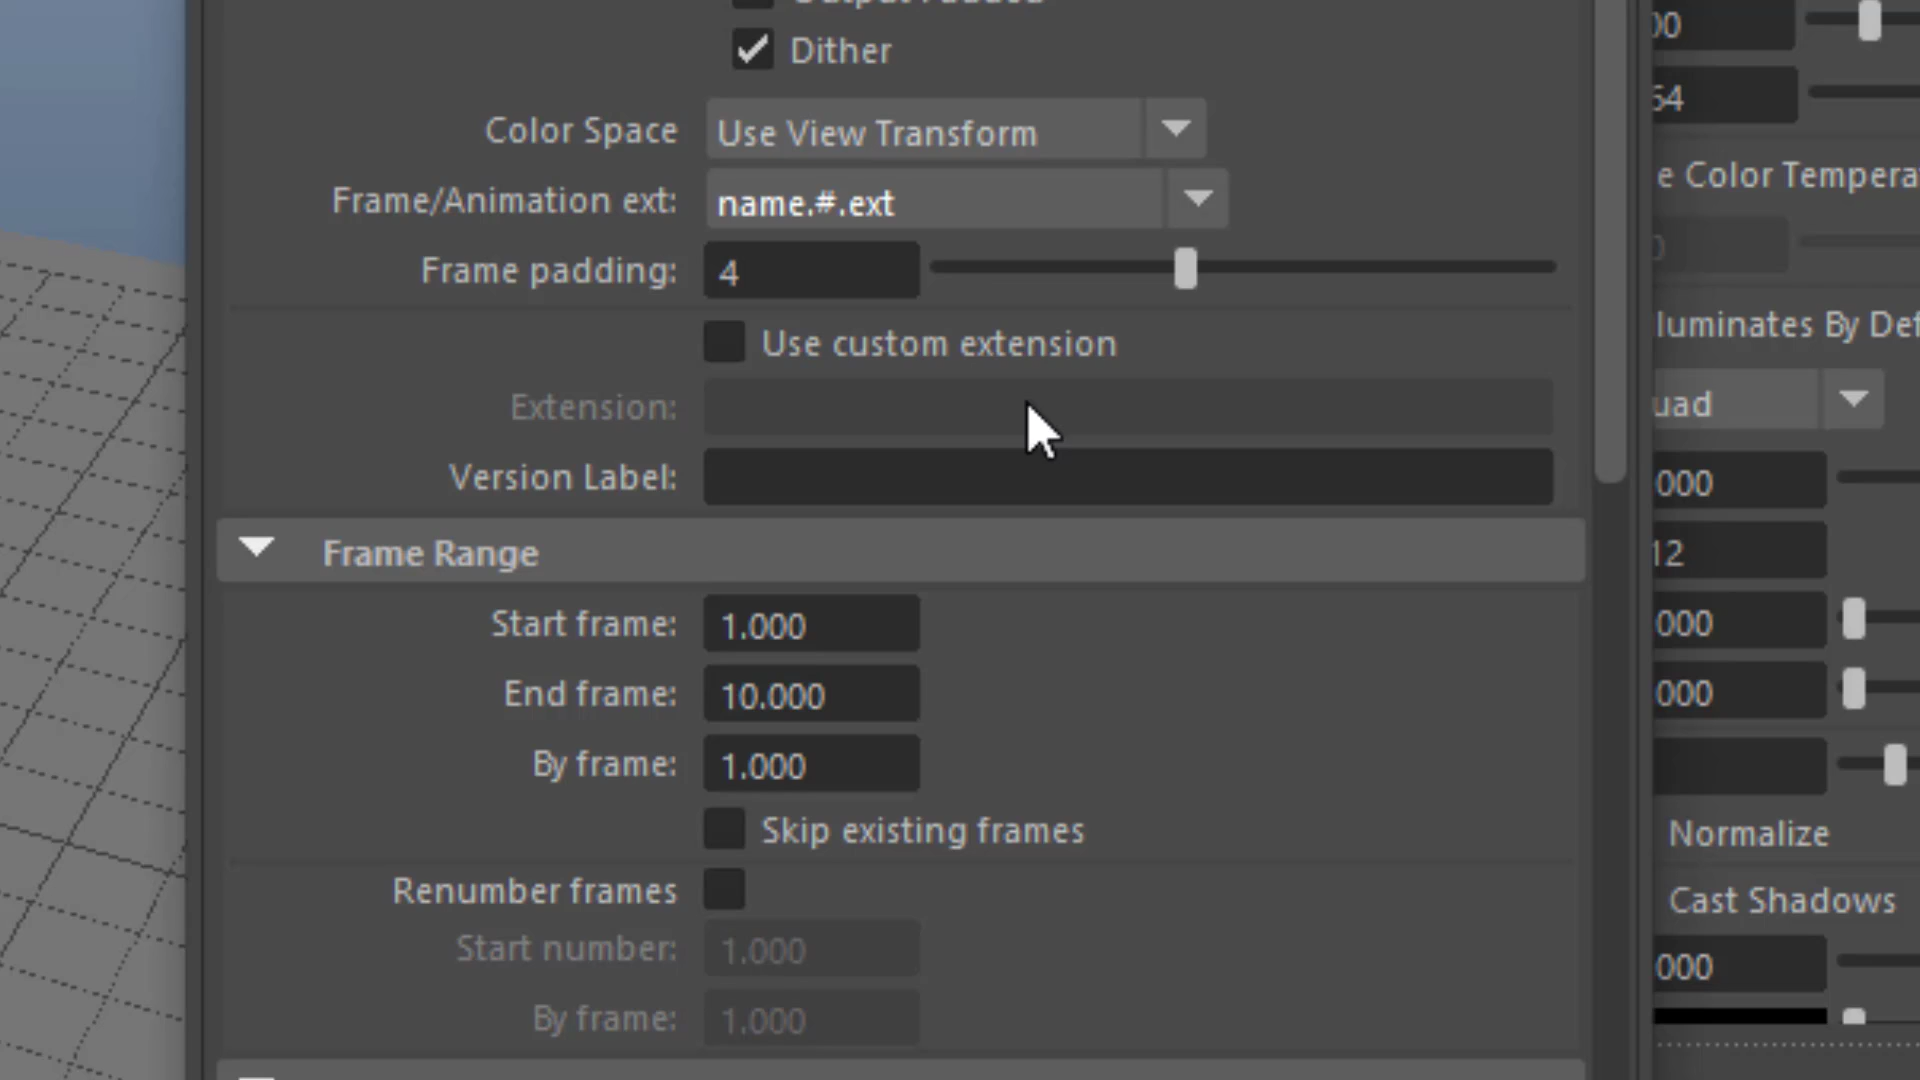 Dither
Color Space Use View Transform
Frame/Animation ext: name.#.ext
Frame padding: 4
Use custom extension
Extension:
Version Label:
Frame Range
Start frame: 1.000
End frame: 10.000
By frame: 1.000
Skip existing frames
Renumber frames
Start number: 1.000
By frame: 1.000
00
64
e Color Tempera
0
luminates By Def
uad
000
12
000
000
Normalize
Cast Shadows
000